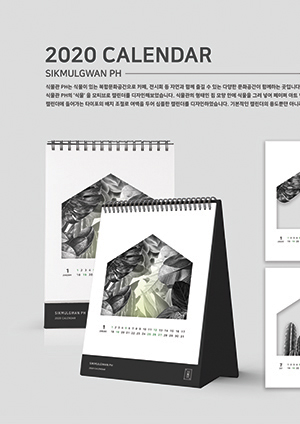 2020 CALENDAR
SIKMULGWAN PH
식물관 PH는 식물이 있는 복합문화공간으로 카페, 전시회 등 자연과 함께 즐길 수 있는 다양한 문화공간이 함께하는 곳입니다
식물관 PH의 '식물' 을 모티브로 캘린더를 디자인해보았습니다. 식물관의 형태인 집 모양 안에 식물을 그려 넣어 페이퍼 아트
캘린더에 들어가는 타이포의 배치 조절로 여백을 두어 심플한 캘린더를 디자인하였습니다. 기본적인 캘린더의 용도뿐만 아니
1
SIKMULGWAN PH
2020 CALENDAR
1
SIKMULGWAN PH
2020 CALENDAR
1
2